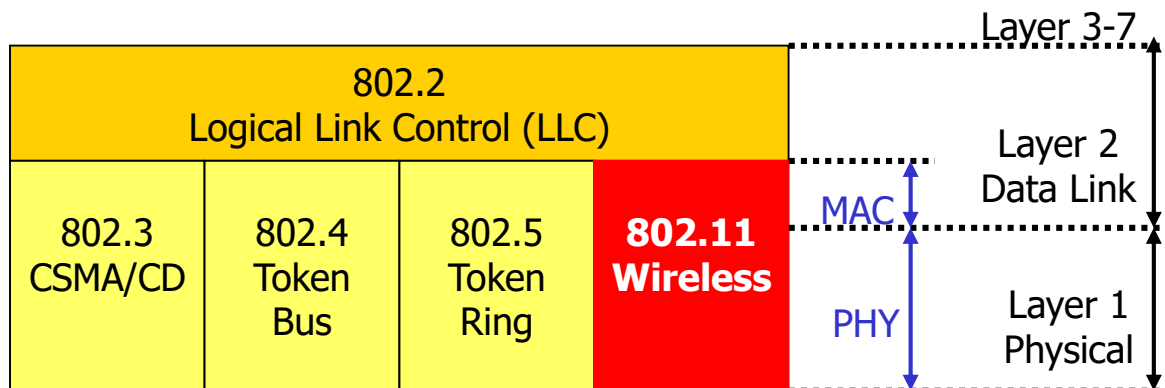 Layer 3-7
802.2
Logical Link Control (LLC)
Layer 2
Data Link
MAC
802.3
CSMA/CD
802.4
Token
Bus
802.5
Token
Ring
802.11
Wireless
PHY
Layer 1
Physical